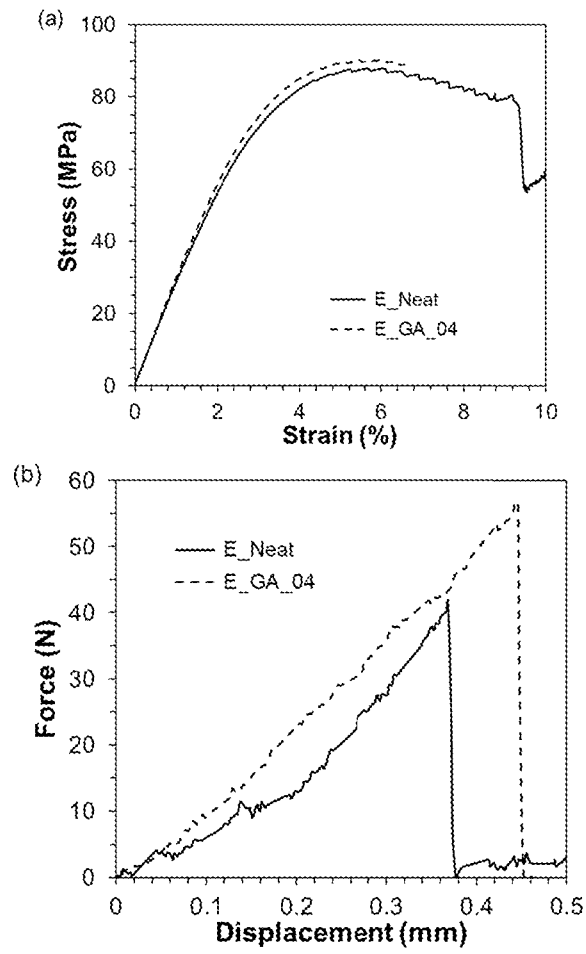 (a)
100
80
60
40
20
0
Stress (MPa)
E_Neat
E_GA_04
0 2 4 6 8 10
Strain (%)
(b)
60
50
40
30
20
10
0
Force (N)
E_Neat
E_GA_04
0 0.1 0.2 0.3 0.4 0.5
Displacement (mm)